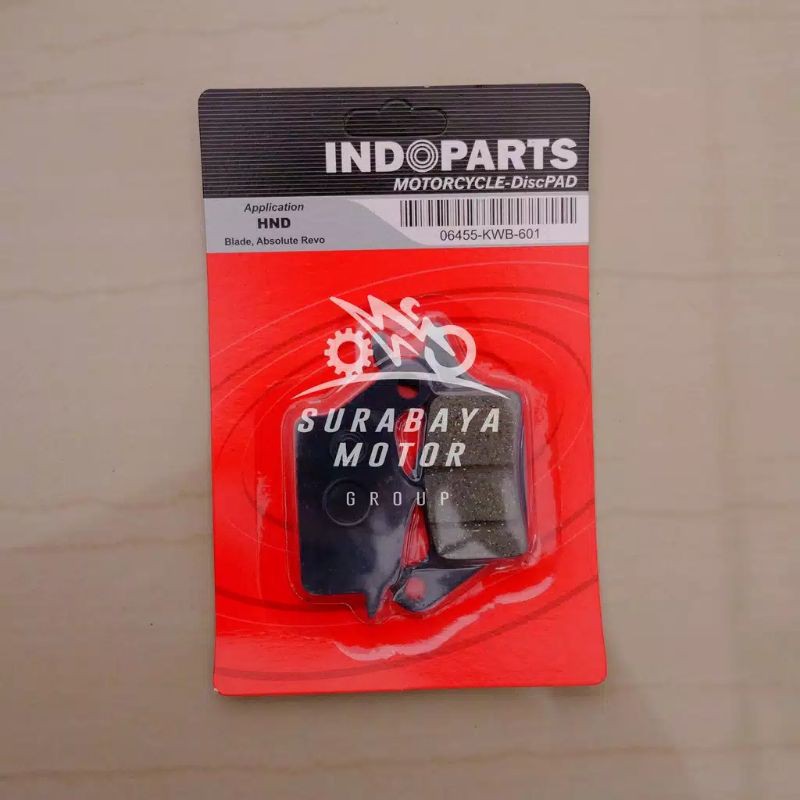 INDOPARTS
MOTORCYCLE-DiscPAD
Application
HND
Blade, Absolute Revo
06455-KWB-601
SURABAYA
MOTOR
GROUP